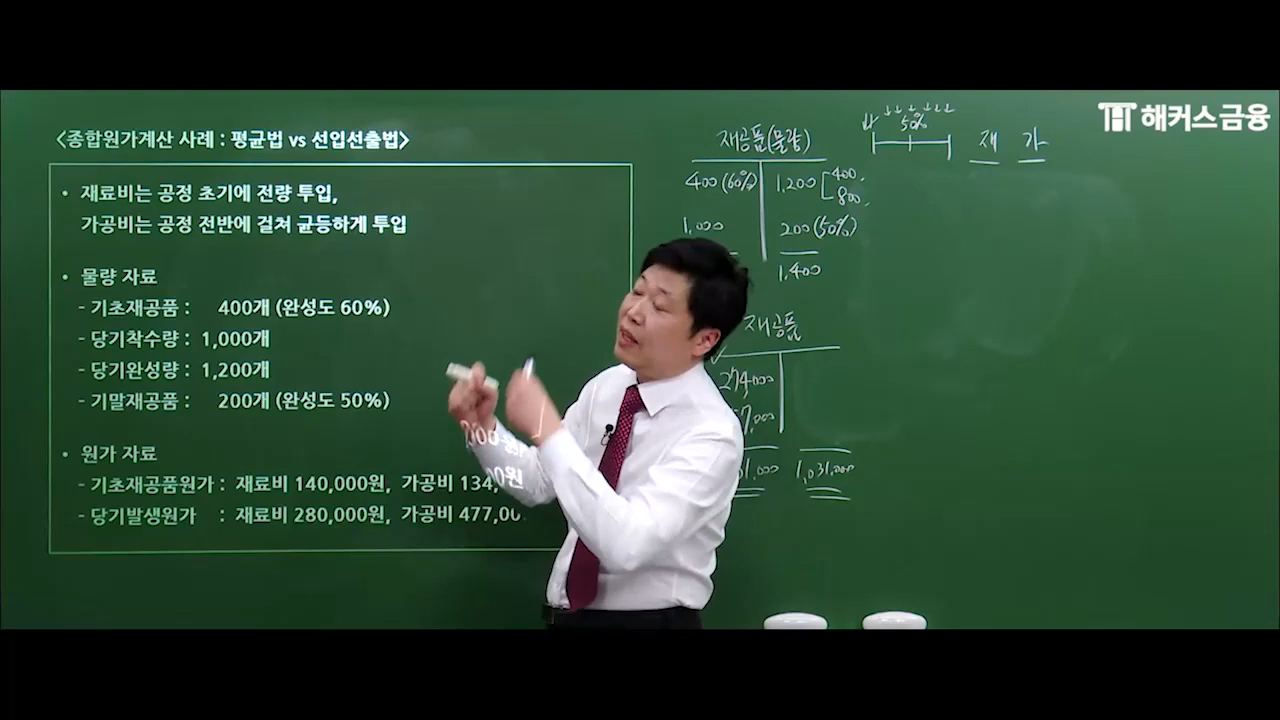 해커스금융
<종합원가계산 사례 : 평균법 vs 선입선출법>
• 재료비는 공정 초기에 전량 투입,
가공비는 공정 전반에 걸쳐 균등하게 투입
• 물량 자료
- 기초재공품 : 400개 (완성도 60%)
- 당기착수량 : 1,000개
- 당기완성량 : 1,200개
- 기말재공품 : 200개 (완성도 50%)
• 원가 자료
- 기초재공품원가 : 재료비 140,000원, 가공비 134,
- 당기발생원가 : 재료비 280,000원, 가공비 477,00
재공품(물량)
400(60%) 1,200 400
800
1,000 200(50%)
1,400
50%
재 가
재공품
274,000
7,000
1,000 1,031,000